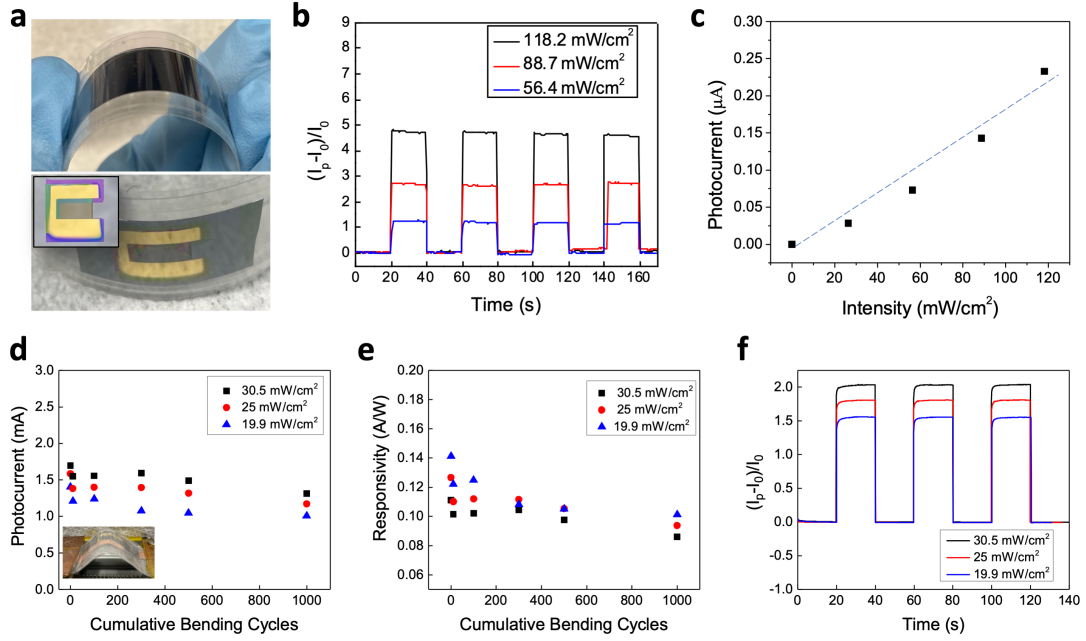 a
b
9
8
7
6
5
4
3
2
1
0
(Iₚ-I₀)/I₀
118.2 mW/cm²
88.7 mW/cm²
56.4 mW/cm²
0 20 40 60 80 100 120 140 160
Time (s)
c
0.30
0.25
0.20
0.15
0.10
0.05
0.00
Photocurrent (μA)
0 20 40 60 80 100 120
Intensity (mW/cm²)
d
3.0
2.5
2.0
1.5
1.0
0.5
0.0
Photocurrent (mA)
30.5 mW/cm²
25 mW/cm²
19.9 mW/cm²
0 200 400 600 800 1000
Cumulative Bending Cycles
e
0.20
0.18
0.16
0.14
0.12
0.10
0.08
0.06
Responsivity (A/W)
30.5 mW/cm²
25 mW/cm²
19.9 mW/cm²
0 200 400 600 800 1000
Cumulative Bending Cycles
f
2.0
1.5
1.0
0.5
0.0
-0.5
-1.0
(Iₚ-I₀)/I₀
30.5 mW/cm²
25 mW/cm²
19.9 mW/cm²
0 20 40 60 80 100 120 140
Time (s)